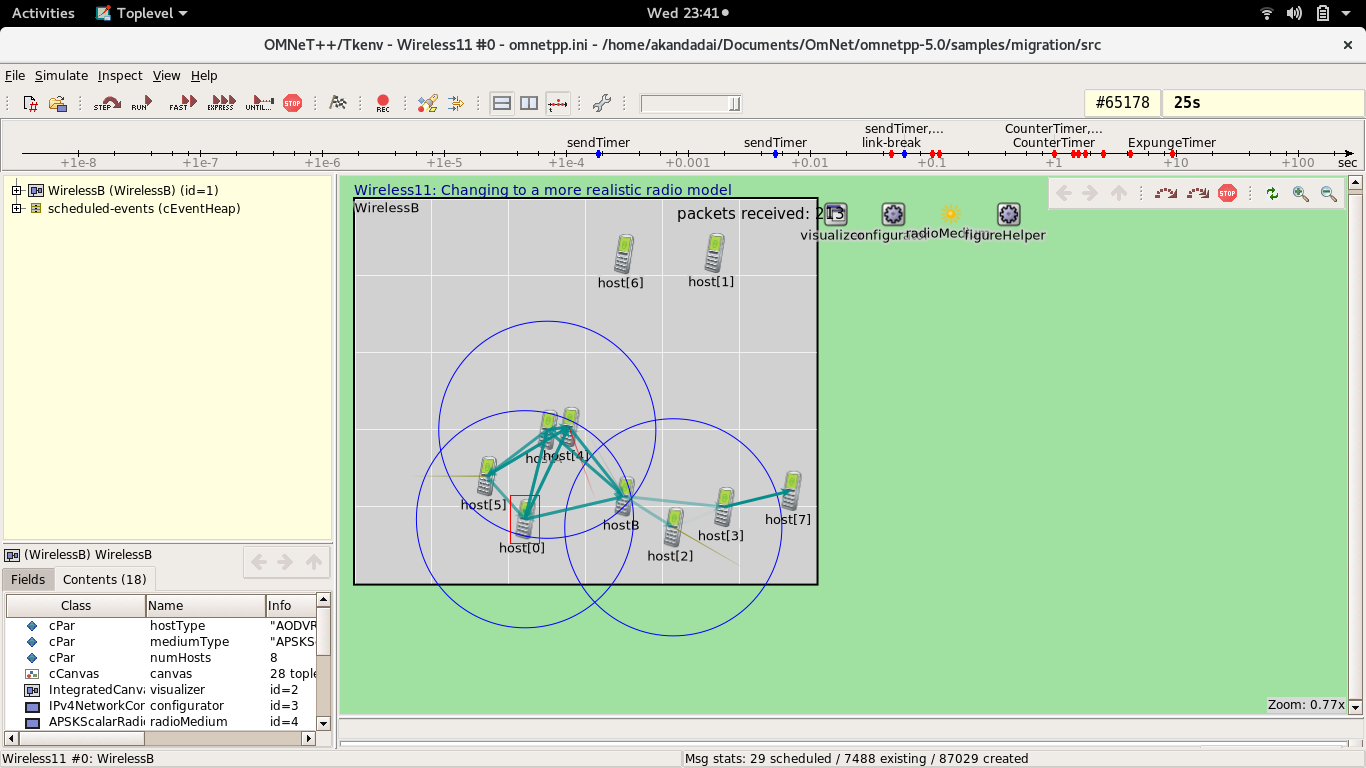 Activities Toplevel Wed 23:41
OMNeT++/Tkenv - Wireless11 #0 - omnetpp.ini - /home/akandadai/Documents/OmNet/omnetpp-5.0/samples/migration/src
File Simulate Inspect View Help
STEP RUN FAST EXPRESS UNTIL... STOP REC #65178 25s
sendTimer,... CounterTimer,...
sendTimer sendTimer link-break CounterTimer ExpungeTimer
+1e-8 +1e-7 +1e-6 +1e-5 +1e-4 +0.001 +0.01 +0.1 +1 +10 +100 sec
WirelessB (WirelessB) (id=1)
scheduled-events (cEventHeap)
Wireless11: Changing to a more realistic radio model
STOP
WirelessB
packets received: 213
figureHelper
host[6] host[1]
host[4]
host[5]
hostB
host[7]
host[3]
host[0]
host[2]
(WirelessB) WirelessB
Fields Contents (18)
Class Name Info
cPar hostType "AODVR
cPar mediumType "APSKS
cPar numHosts 8
cCanvas canvas 28 tople
IntegratedCanv visualizer id=2
IPv4NetworkCor configurator id=3
APSKScalarRadi radioMedium id=4
Zoom: 0.77x
Wireless11 #0: WirelessB
Msg stats: 29 scheduled / 7488 existing / 87029 created